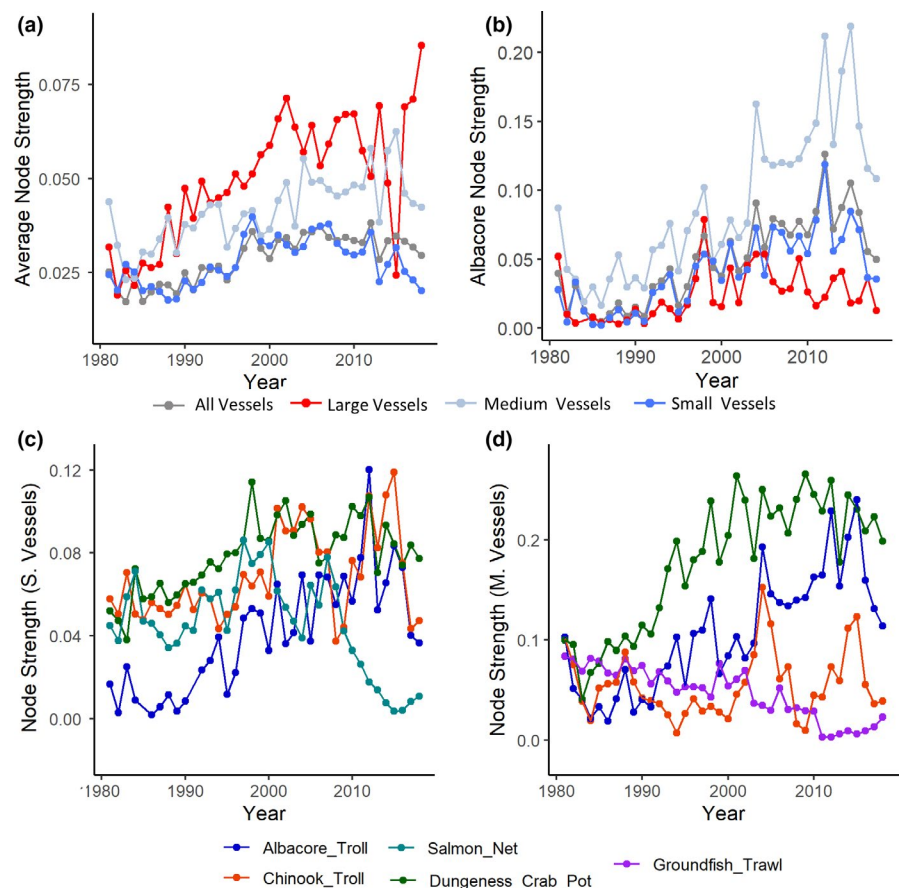 (a)
Average Node Strength
0.075
0.050
0.025
1980 1990 2000 2010
Year
(b)
Albacore Node Strength
0.20
0.15
0.10
0.05
0.00
1980 1990 2000 2010
Year
All Vessels Large Vessels Medium Vessels Small Vessels
(c)
Node Strength (S. Vessels)
0.12
0.08
0.04
0.00
1980 1990 2000 2010
Year
(d)
Node Strength (M. Vessels)
0.2
0.1
0.0
1980 1990 2000 2010
Year
Albacore_Troll Salmon_Net Groundfish_Trawl
Chinook_Troll Dungeness Crab Pot